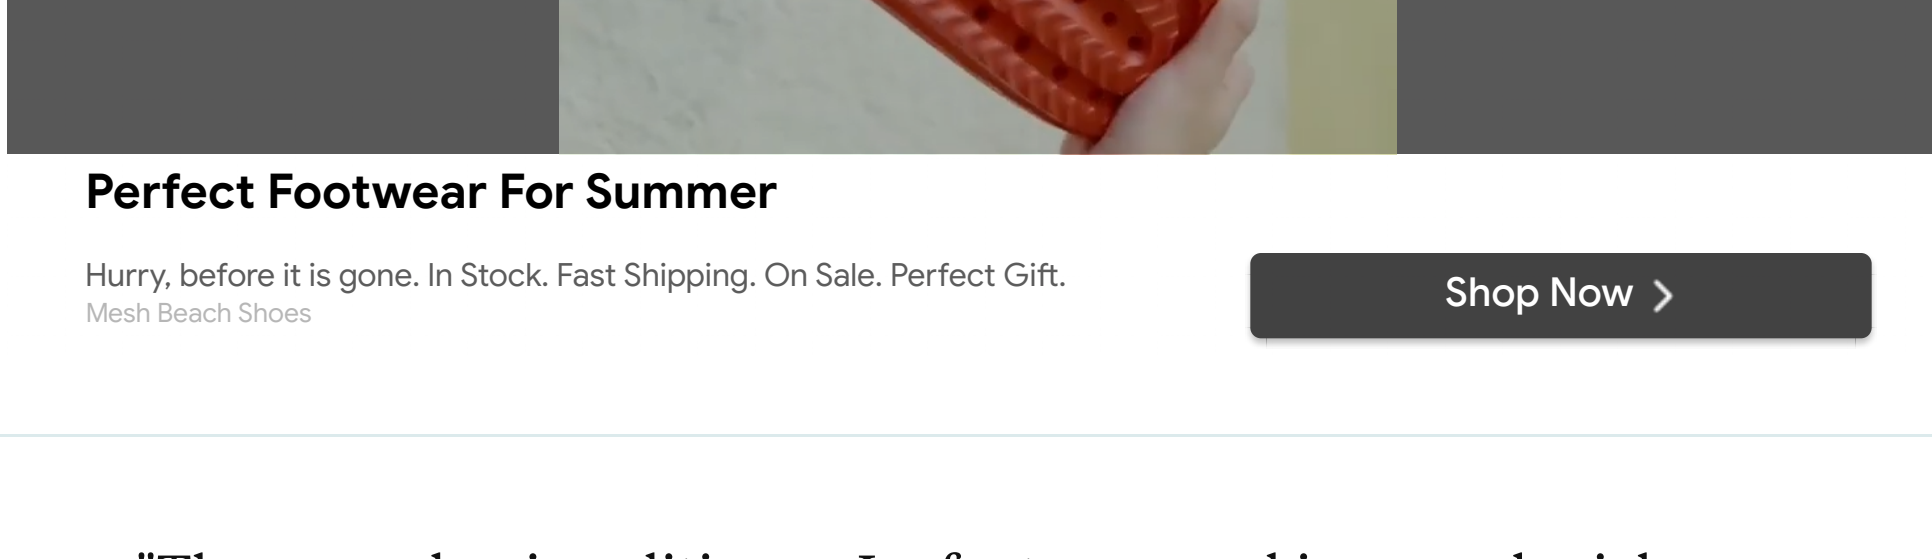 Perfect Footwear For Summer
Hurry, before it is gone. In Stock. Fast Shipping. On Sale. Perfect Gift.
Mesh Beach Shoes
Shop Now